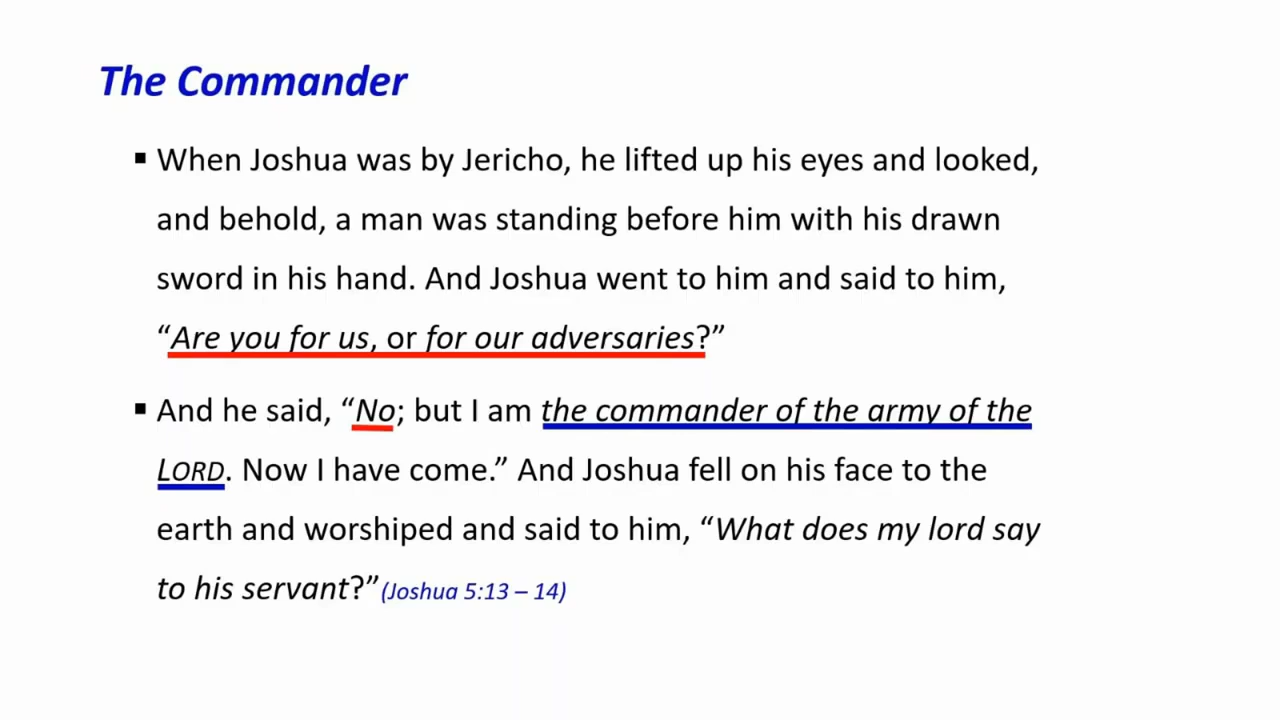 The Commander
▪ When Joshua was by Jericho, he lifted up his eyes and looked,
and behold, a man was standing before him with his drawn
sword in his hand. And Joshua went to him and said to him,
“Are you for us, or for our adversaries?”
▪ And he said, “No; but I am the commander of the army of the
LORD. Now I have come.” And Joshua fell on his face to the
earth and worshiped and said to him, “What does my lord say
to his servant?” (Joshua 5:13 – 14)